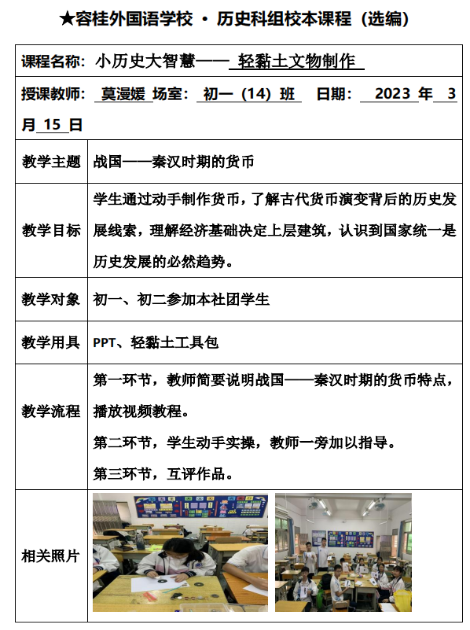 ★容桂外国语学校 • 历史科组校本课程（选编）
课程名称：小历史大智慧—— 轻黏土文物制作
授课教师： 莫漫媛 场室： 初一（14）班 日期： 2023 年 3
月 15 日
教学主题 战国——秦汉时期的货币
教学目标 学生通过动手制作货币，了解古代货币演变背后的历史发
展线索，理解经济基础决定上层建筑，认识到国家统一是
历史发展的必然趋势。
教学对象 初一、初二参加本社团学生
教学用具 PPT、轻黏土工具包
教学流程 第一环节，教师简要说明战国——秦汉时期的货币特点，
播放视频教程。
第二环节，学生动手实操，教师一旁加以指导。
第三环节，互评作品。
相关照片